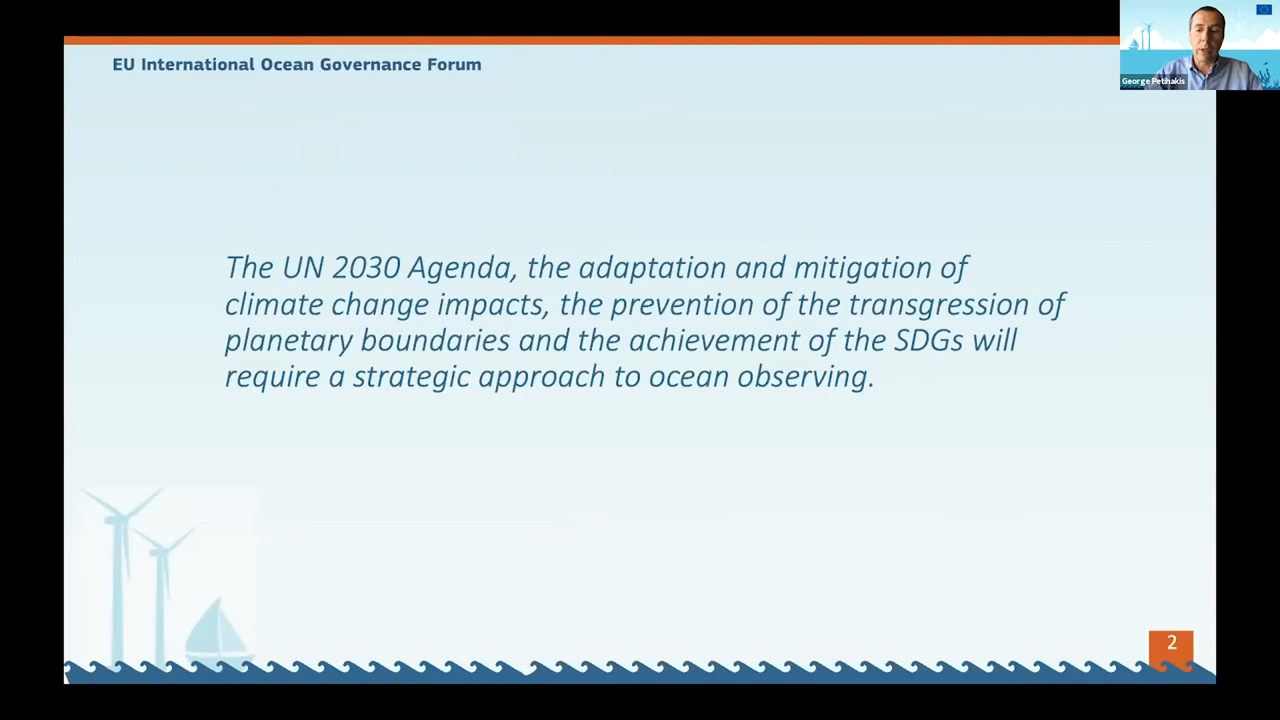 EU International Ocean Governance Forum
George Petihakis
The UN 2030 Agenda, the adaptation and mitigation of
climate change impacts, the prevention of the transgression of
planetary boundaries and the achievement of the SDGs will
require a strategic approach to ocean observing.
2